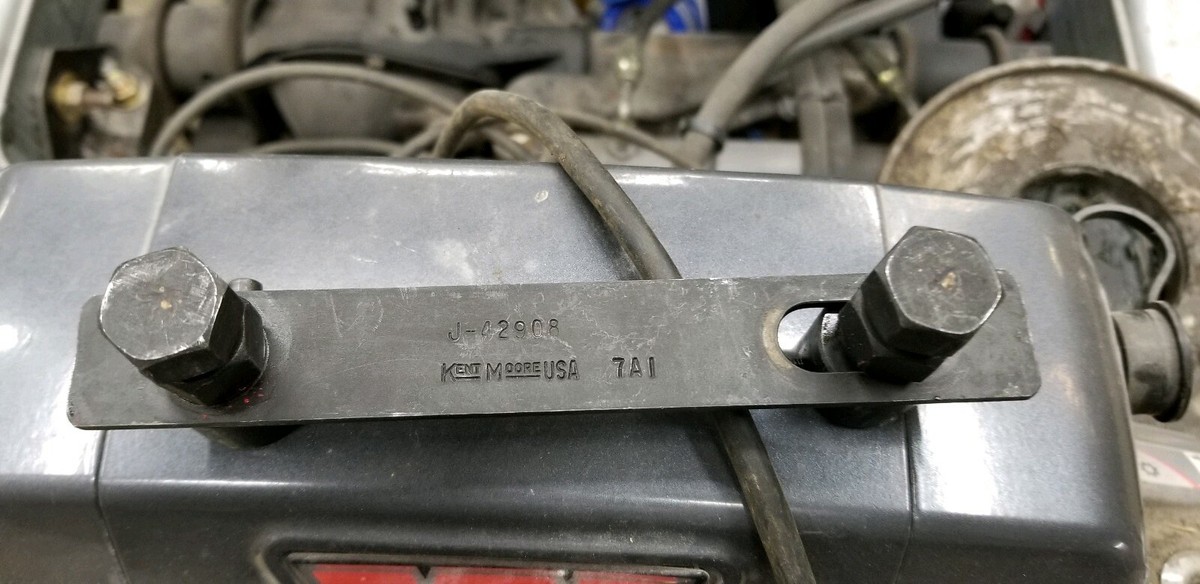 J-42908
KENT MOORE USA 7A1